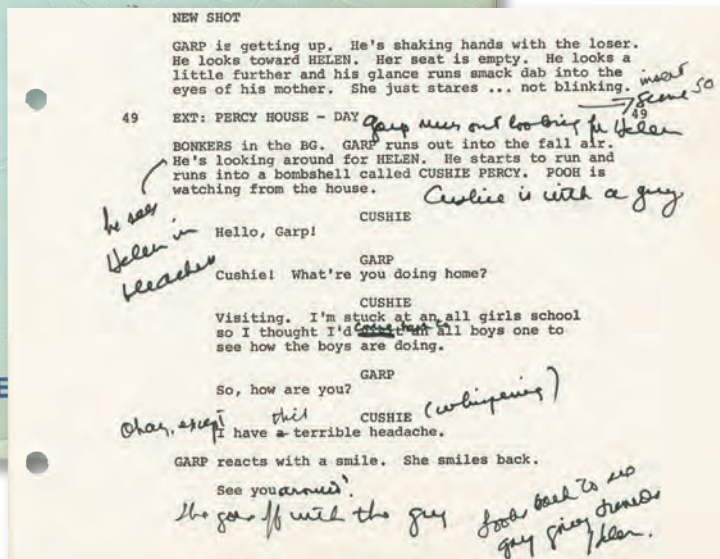 NEW SHOT
GARP is getting up. He's shaking hands with the loser.
He looks toward HELEN. Her seat is empty. He looks a
little further and his glance runs smack dab into the
eyes of his mother. She just stares ... not blinking.
insert
scene 50
49 EXT: PERCY HOUSE - DAY 49
Garp runs out looking for Helen
BONKERS in the BG. GARP runs out into the fall air.
He's looking around for HELEN. He starts to run and
runs into a bombshell called CUSHIE PERCY. POOH is
watching from the house.
Cushie is with a guy
he sees
Helen in
bleachers
CUSHIE
Hello, Garp!
GARP
Cushie! What're you doing home?
CUSHIE
Visiting. I'm stuck at an all girls school
so I thought I'd come here to all boys one to
see how the boys are doing.
GARP
So, how are you?
CUSHIE (whispering)
Okay, except I have a this terrible headache.
GARP reacts with a smile. She smiles back.
See you around!
She goes off with the guy
looks back to see
guy going towards
Helen.